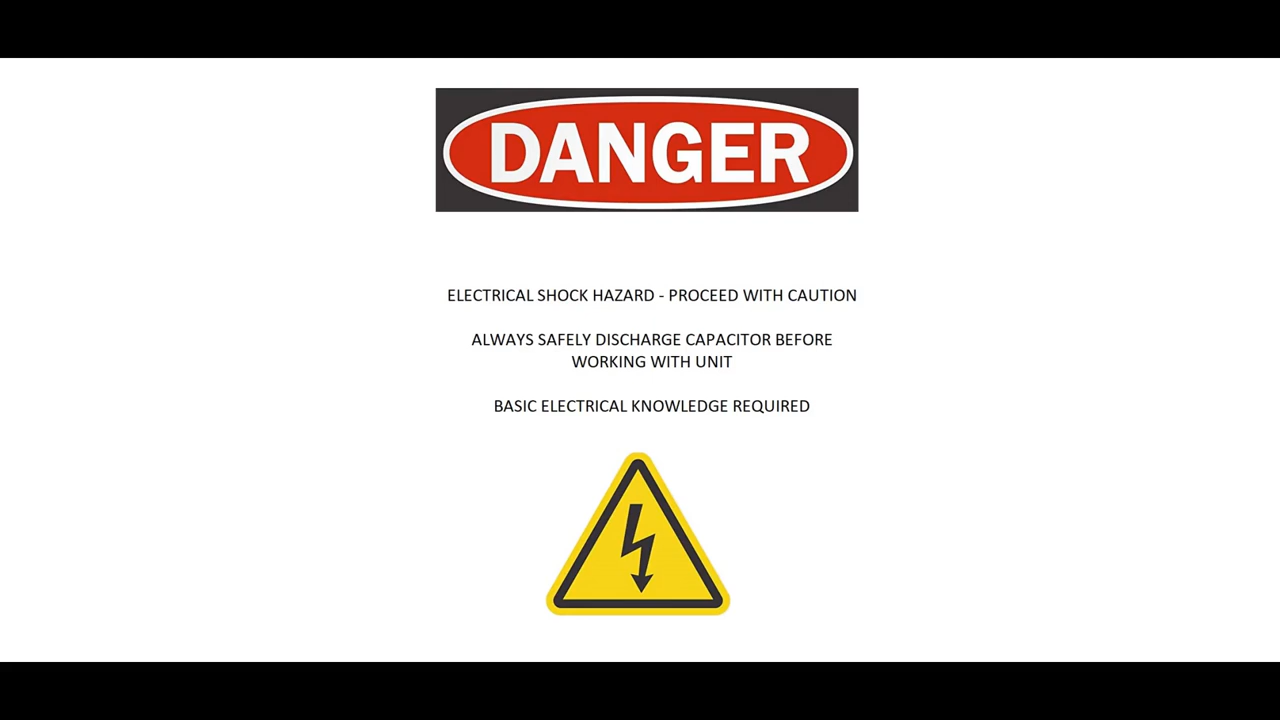 DANGER
ELECTRICAL SHOCK HAZARD - PROCEED WITH CAUTION
ALWAYS SAFELY DISCHARGE CAPACITOR BEFORE
WORKING WITH UNIT
BASIC ELECTRICAL KNOWLEDGE REQUIRED